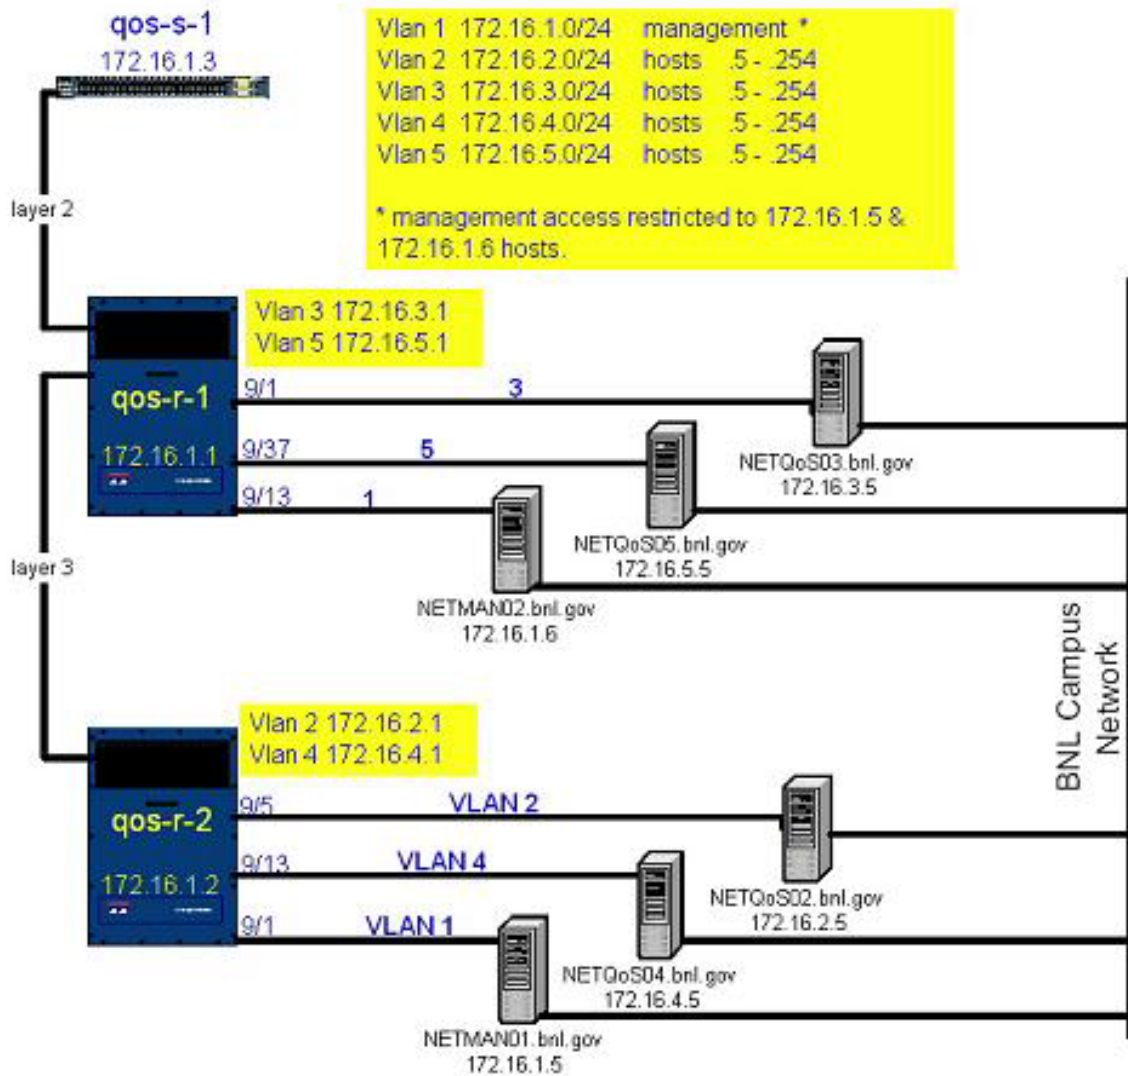 qos-s-1
172.16.1.3
Vlan 1 172.16.1.0/24 management *
Vlan 2 172.16.2.0/24 hosts .5 - .254
Vlan 3 172.16.3.0/24 hosts .5 - .254
Vlan 4 172.16.4.0/24 hosts .5 - .254
Vlan 5 172.16.5.0/24 hosts .5 - .254
* management access restricted to 172.16.1.5 &
172.16.1.6 hosts.
layer 2
Vlan 3 172.16.3.1
Vlan 5 172.16.5.1
qos-r-1
172.16.1.1
9/1
3
9/37
5
9/13
1
NETQoS03.bnl.gov
172.16.3.5
NETQoS05.bnl.gov
172.16.5.5
NETMAN02.bnl.gov
172.16.1.6
layer 3
BNL Campus
Network
Vlan 2 172.16.2.1
Vlan 4 172.16.4.1
qos-r-2
172.16.1.2
9/5
VLAN 2
9/13
VLAN 4
9/1
VLAN 1
NETQoS02.bnl.gov
172.16.2.5
NETQoS04.bnl.gov
172.16.4.5
NETMAN01.bnl.gov
172.16.1.5